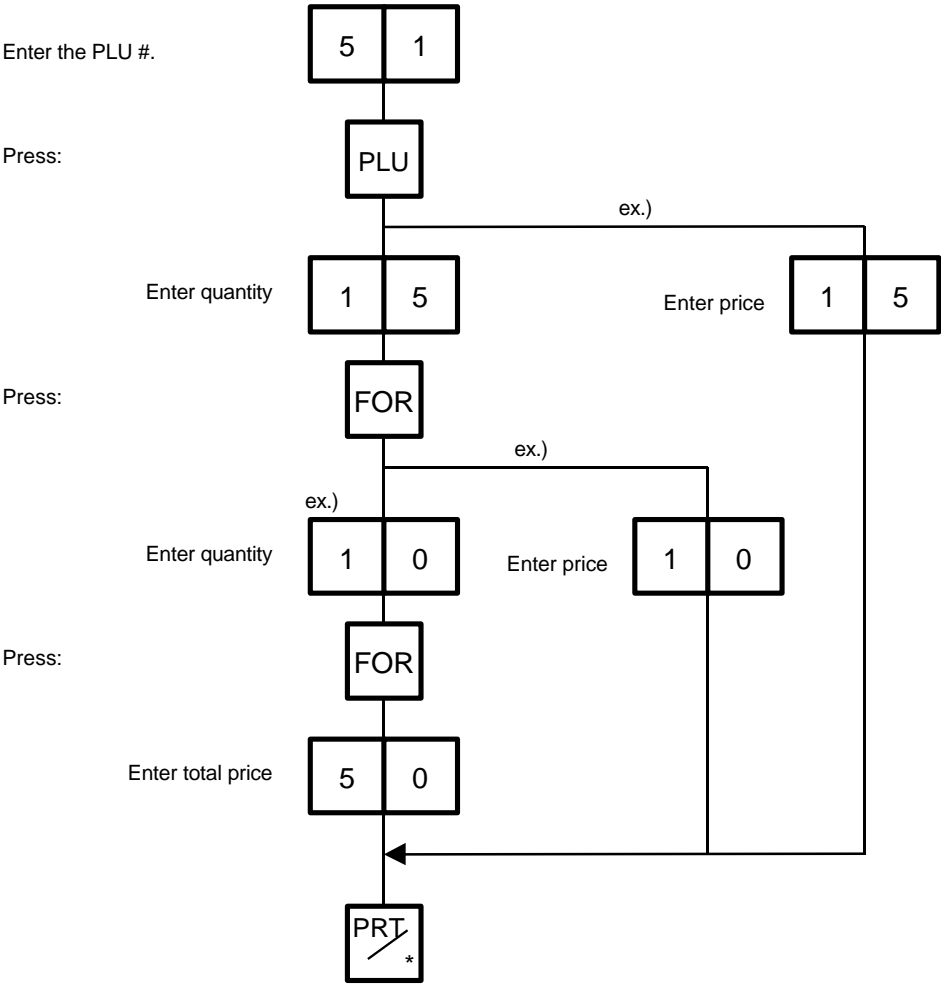 Enter the PLU #.
5 1
Press:
PLU
ex.)
Enter quantity
1 5
Enter price
1 5
Press:
FOR
ex.)
ex.)
Enter quantity
1 0
Enter price
1 0
Press:
FOR
Enter total price
5 0
PRT
*